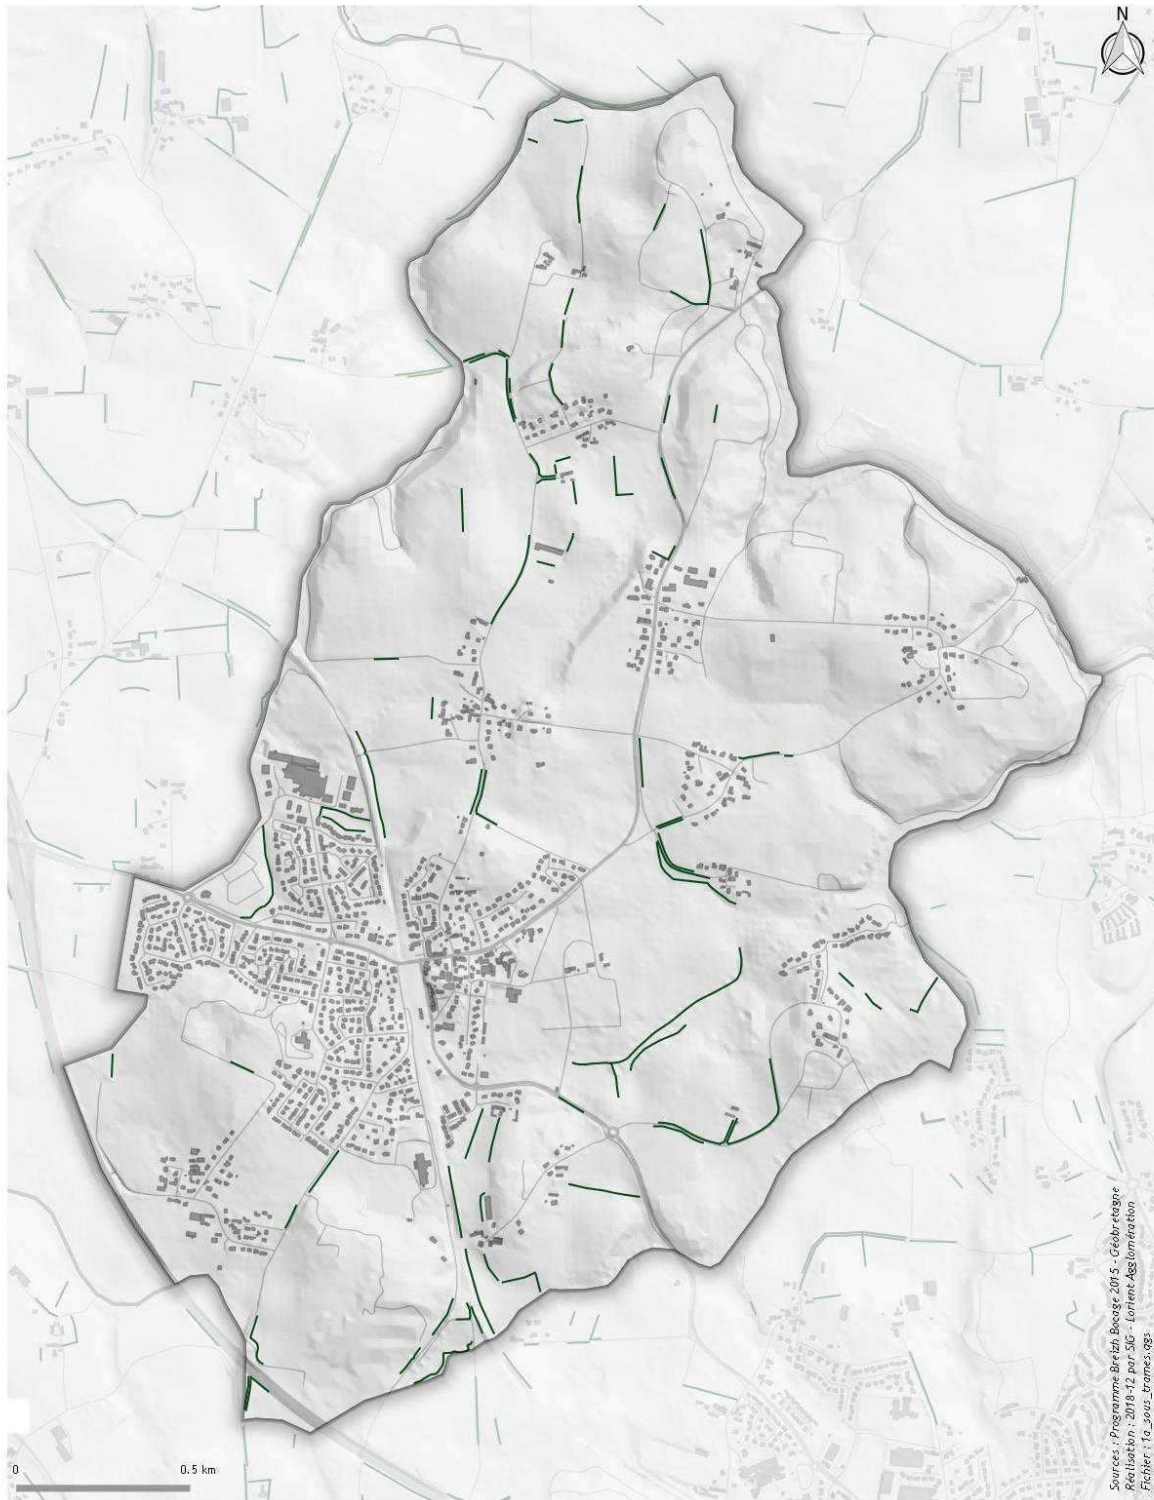 N
0 0.5 km
Sources : Programme Breizh Bocage 2015 - Géobretagne
Réalisation : 2018-12 par SIG - Lorient Agglomération
Fichier : 1a_sous_trames.qgs